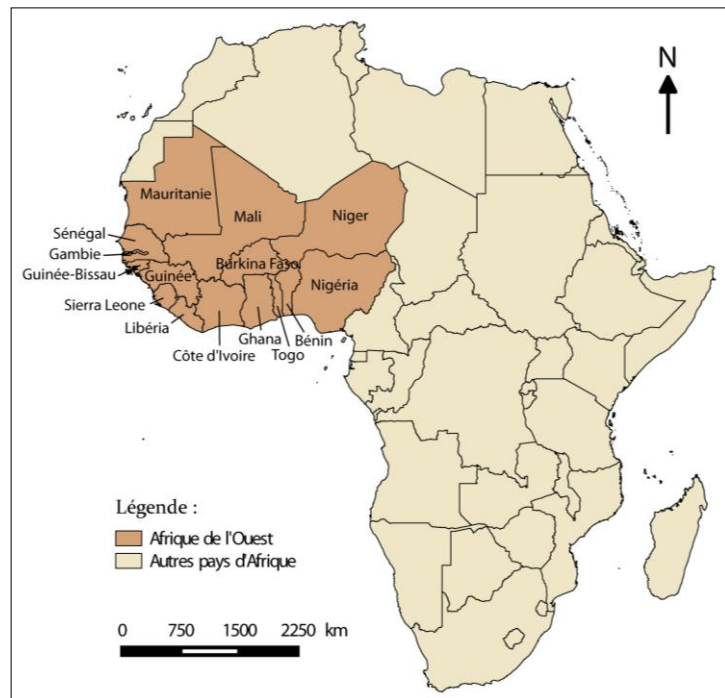 N
Mauritanie
Mali
Niger
Sénégal
Gambie
Guinée-Bissau
Guinée
Burkina Faso
Nigéria
Sierra Leone
Libéria
Côte d'Ivoire
Ghana
Togo
Bénin
Légende :
Afrique de l'Ouest
Autres pays d'Afrique
0 750 1500 2250 km